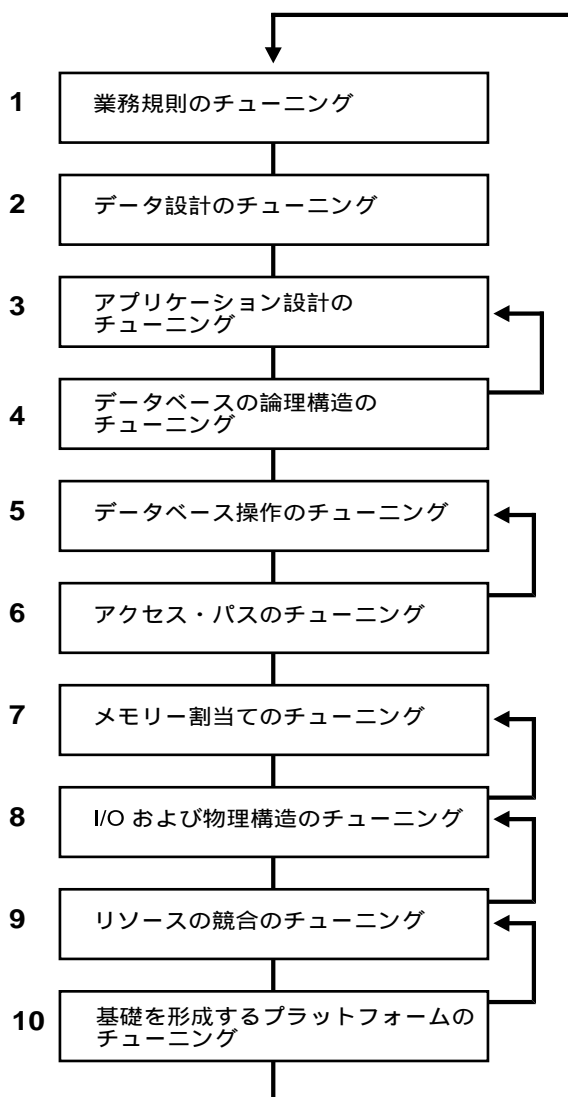 1 業務規則のチューニング
2 データ設計のチューニング
3 アプリケーション設計の
チューニング
4 データベースの論理構造の
チューニング
5 データベース操作のチューニング
6 アクセス・パスのチューニング
7 メモリー割当てのチューニング
8 I/O および物理構造のチューニング
9 リソースの競合のチューニング
10 基礎を形成するプラットフォームの
チューニング